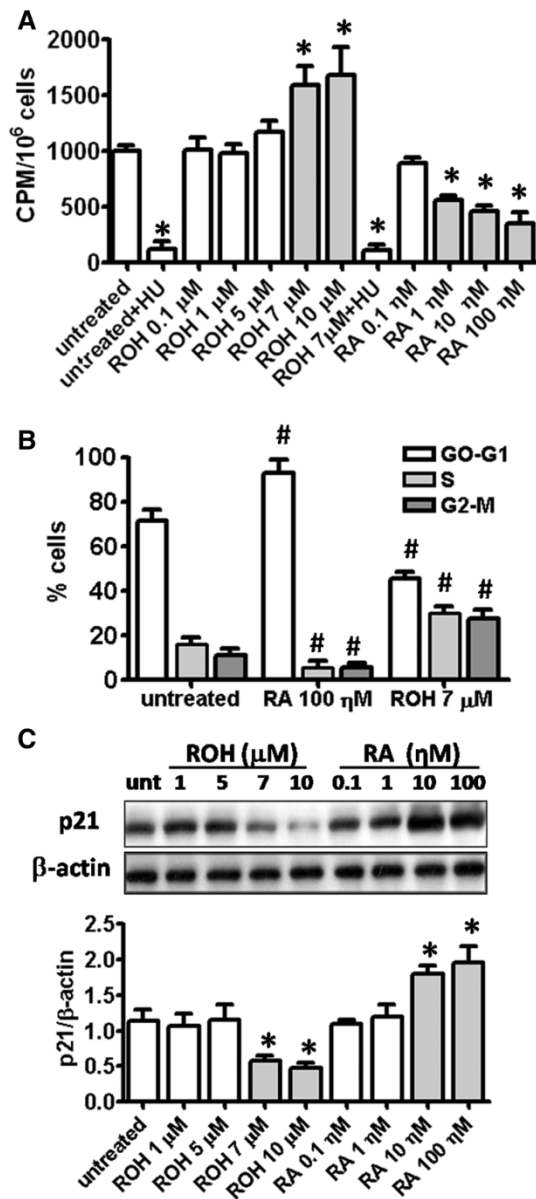 A
CPM/10⁶ cells
2000
1500
1000
500
0
* * * * * * *
untreated
untreated+HU
ROH 0.1 μM
ROH 1 μM
ROH 5 μM
ROH 7 μM
ROH 10 μM
ROH 7μM+HU
RA 0.1 ηM
RA 1 ηM
RA 10 ηM
RA 100 ηM
B
% cells
100
80
60
40
20
0
# # # # # #
GO-G1
S
G2-M
untreated RA 100 ηM ROH 7 μM
C
ROH (μM) RA (ηM)
unt 1 5 7 10 0.1 1 10 100
p21
β-actin
p21/β-actin
2.5
2.0
1.5
1.0
0.5
0.0
* * * *
untreated
ROH 1 μM
ROH 5 μM
ROH 7 μM
ROH 10 μM
RA 0.1 ηM
RA 1 ηM
RA 10 ηM
RA 100 ηM